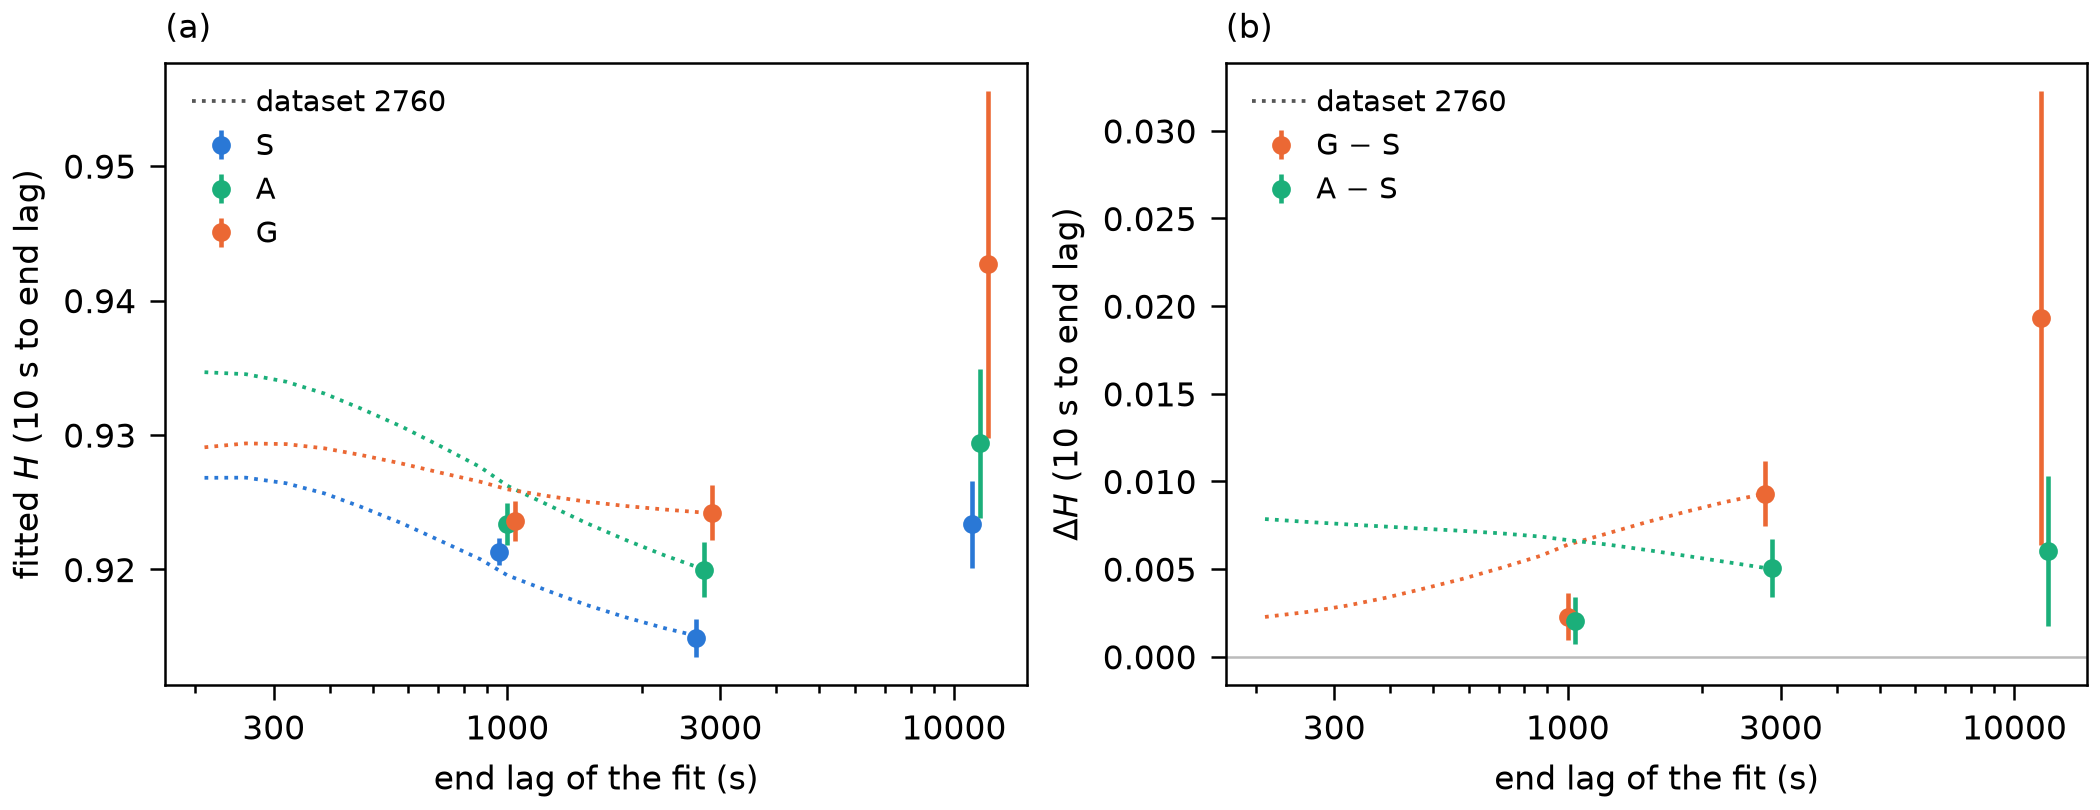 (a)
dataset 2760
S
A
G
0.95
0.94
0.93
0.92
fitted H (10 s to end lag)
300
1000
3000
10000
end lag of the fit (s)
(b)
dataset 2760
G − S
A − S
0.030
0.025
0.020
0.015
0.010
0.005
0.000
ΔH (10 s to end lag)
300
1000
3000
10000
end lag of the fit (s)